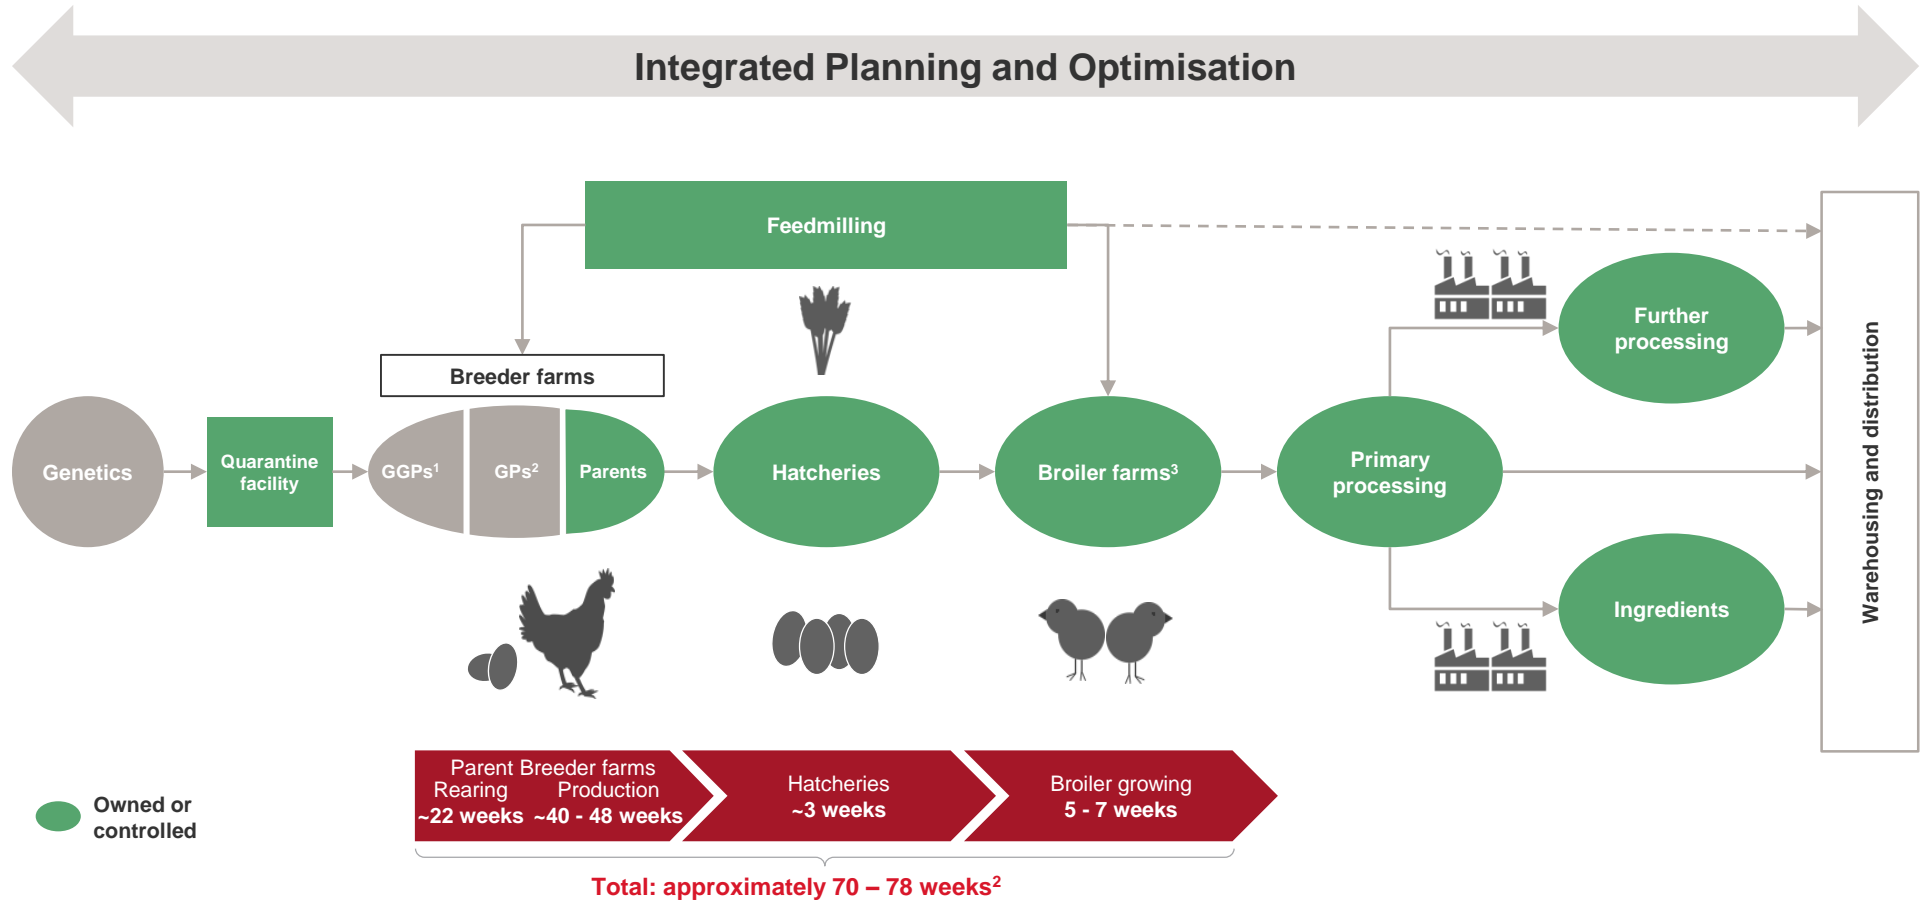 Integrated Planning and Optimisation
Feedmilling
Breeder farms
Genetics
Quarantine
facility
GGPs¹
GPs²
Parents
Hatcheries
Broiler farms³
Primary
processing
Further
processing
Ingredients
Warehousing and distribution
Parent Breeder farms
Rearing Production
~22 weeks ~40 - 48 weeks
Hatcheries
~3 weeks
Broiler growing
5 - 7 weeks
Owned or
controlled
Total: approximately 70 – 78 weeks²